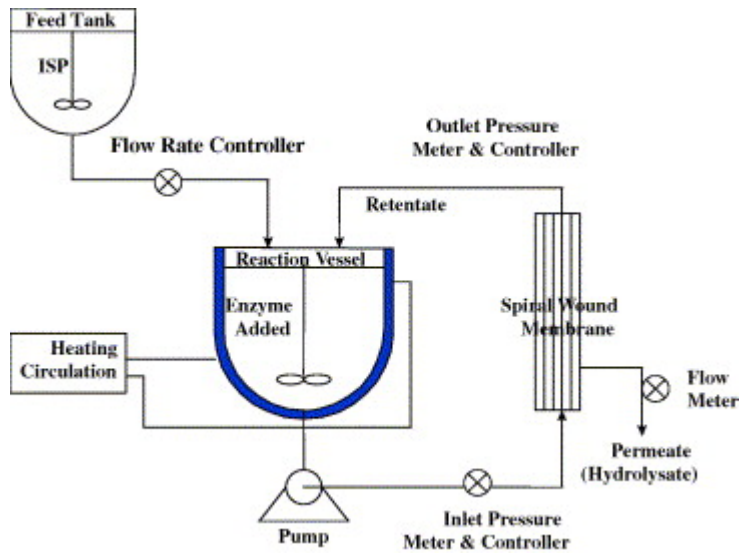 Feed Tank
ISP
Flow Rate Controller
Outlet Pressure
Meter & Controller
Retentate
Reaction Vessel
Enzyme
Added
Spiral Wound
Membrane
Heating
Circulation
Flow
Meter
Permeate
(Hydrolysate)
Pump
Inlet Pressure
Meter & Controller